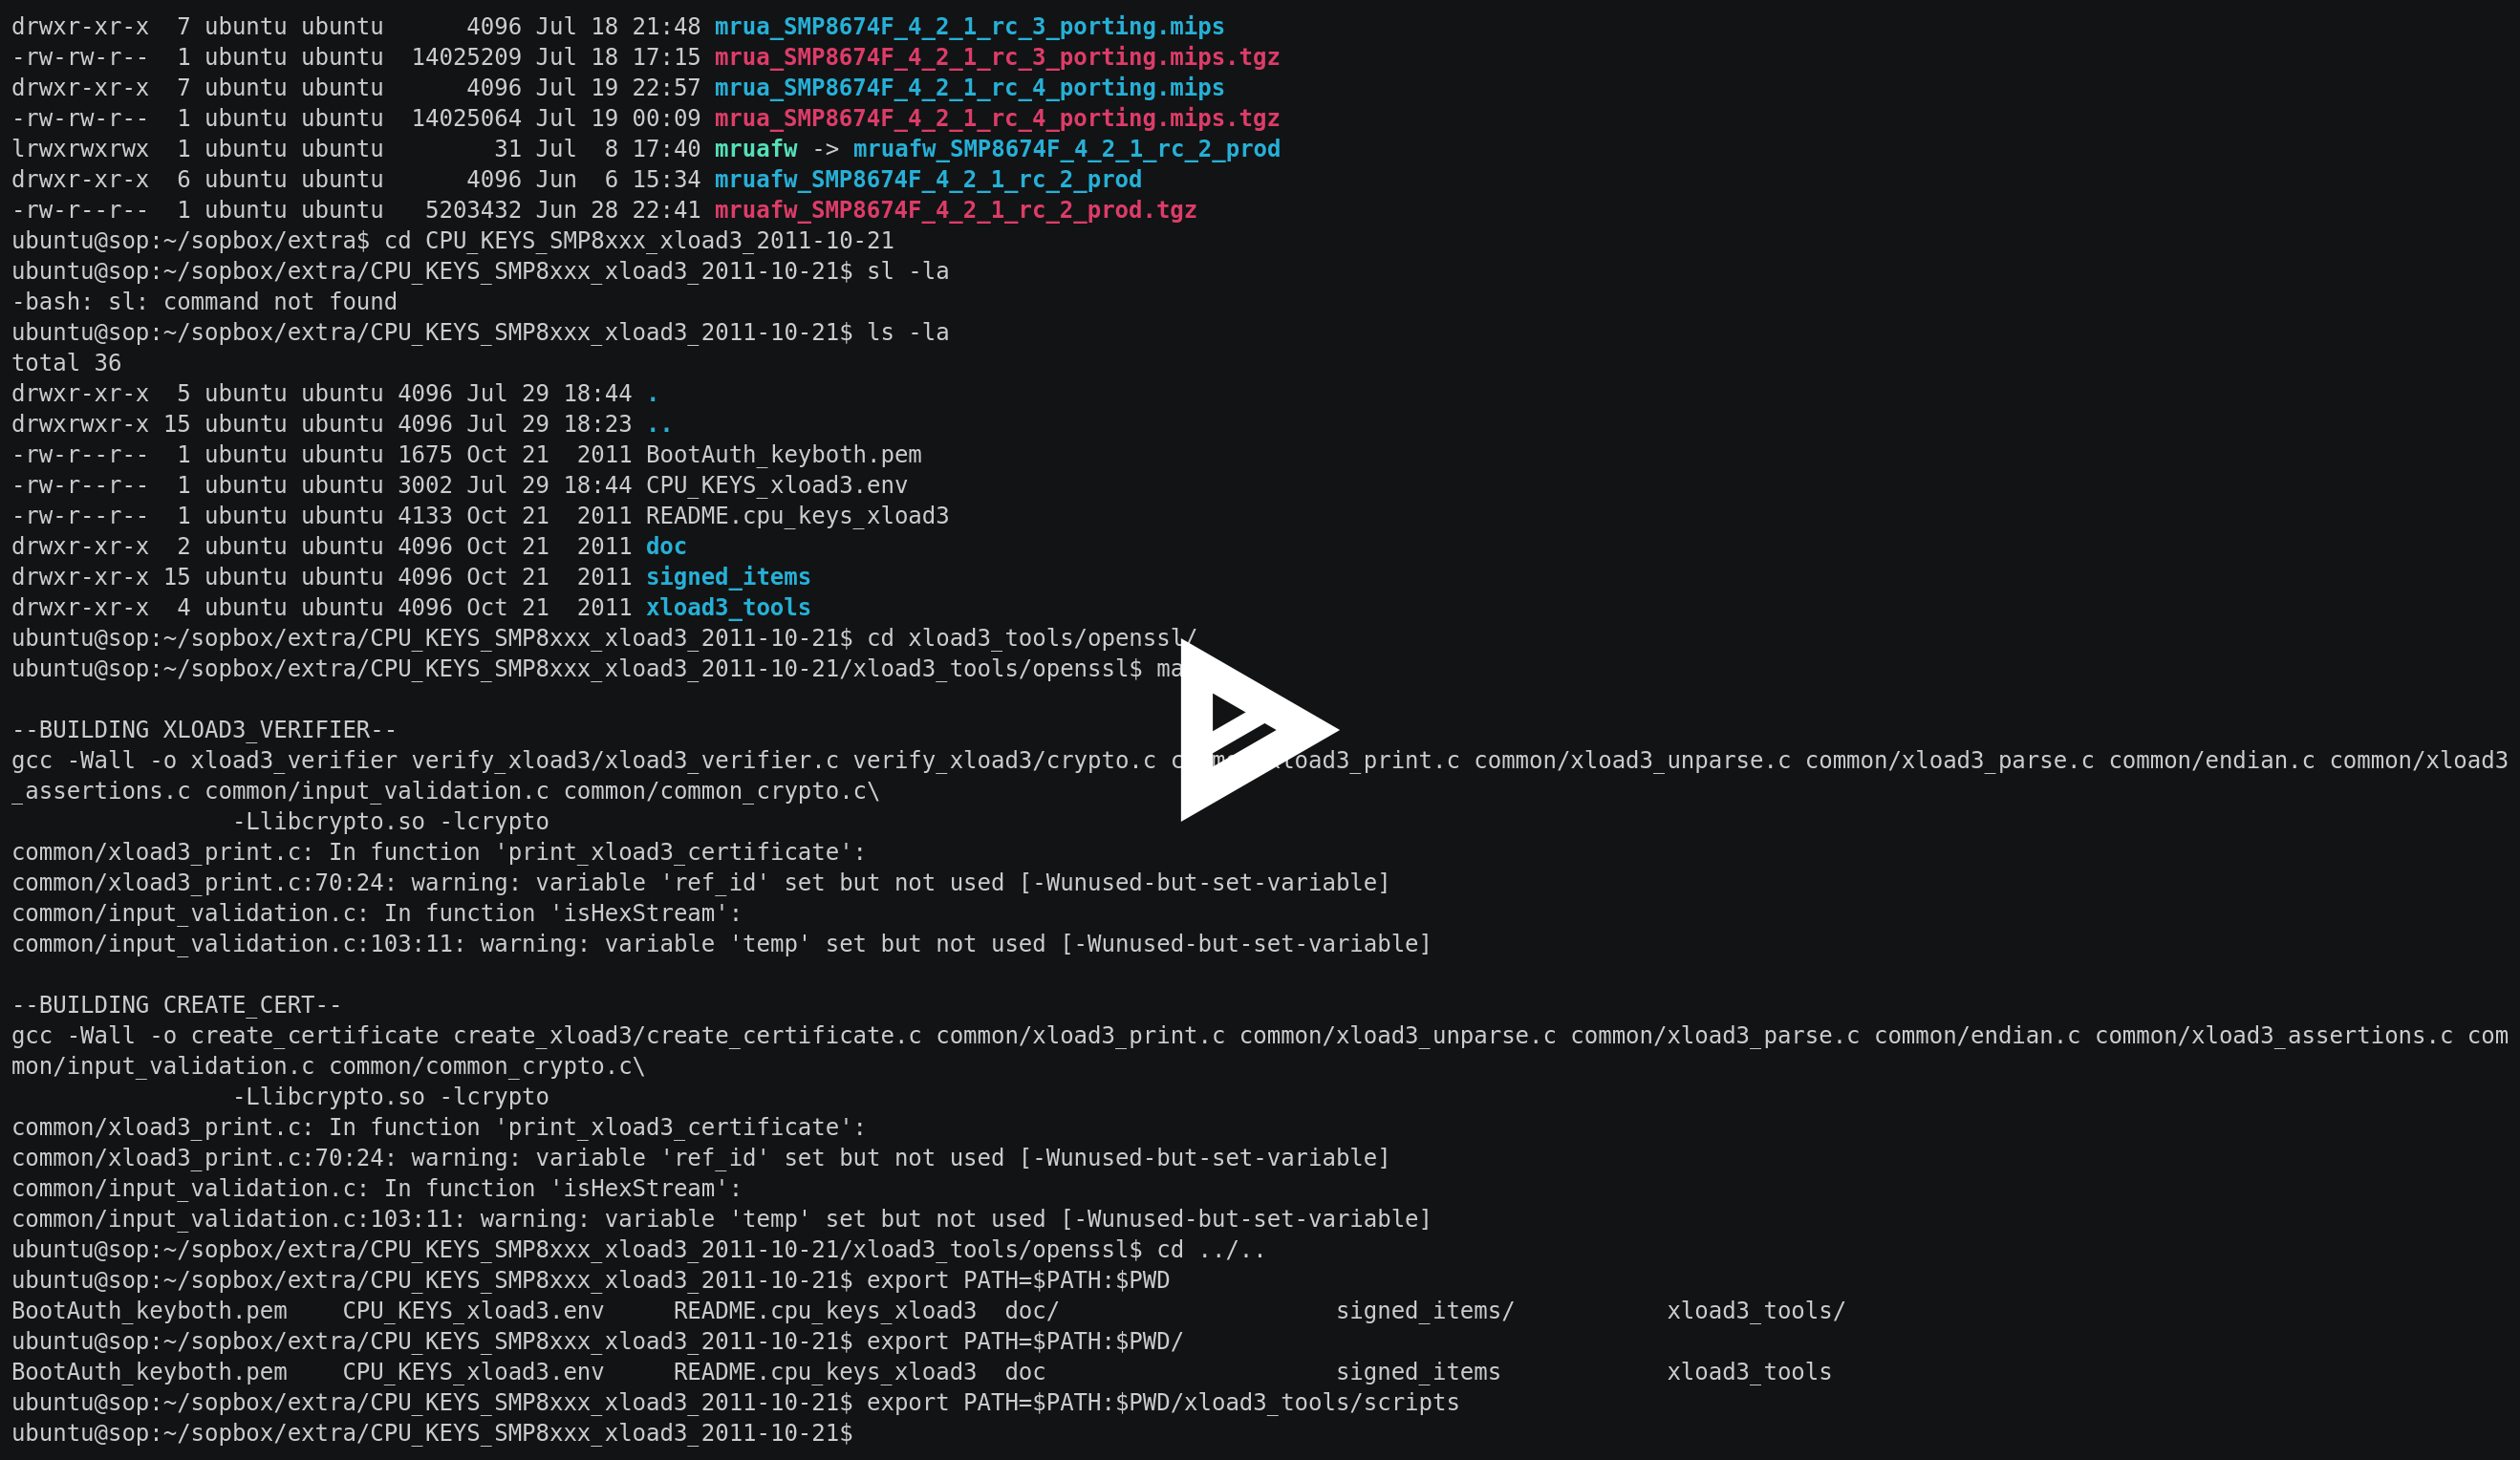 drwxr-xr-x  7 ubuntu ubuntu      4096 Jul 18 21:48 mrua_SMP8674F_4_2_1_rc_3_porting.mips
-rw-rw-r--  1 ubuntu ubuntu  14025209 Jul 18 17:15 mrua_SMP8674F_4_2_1_rc_3_porting.mips.tgz
drwxr-xr-x  7 ubuntu ubuntu      4096 Jul 19 22:57 mrua_SMP8674F_4_2_1_rc_4_porting.mips
-rw-rw-r--  1 ubuntu ubuntu  14025064 Jul 19 00:09 mrua_SMP8674F_4_2_1_rc_4_porting.mips.tgz
lrwxrwxrwx  1 ubuntu ubuntu        31 Jul  8 17:40 mruafw -> mruafw_SMP8674F_4_2_1_rc_2_prod
drwxr-xr-x  6 ubuntu ubuntu      4096 Jun  6 15:34 mruafw_SMP8674F_4_2_1_rc_2_prod
-rw-r--r--  1 ubuntu ubuntu   5203432 Jun 28 22:41 mruafw_SMP8674F_4_2_1_rc_2_prod.tgz
ubuntu@sop:~/sopbox/extra$ cd CPU_KEYS_SMP8xxx_xload3_2011-10-21
ubuntu@sop:~/sopbox/extra/CPU_KEYS_SMP8xxx_xload3_2011-10-21$ sl -la
-bash: sl: command not found
ubuntu@sop:~/sopbox/extra/CPU_KEYS_SMP8xxx_xload3_2011-10-21$ ls -la
total 36
drwxr-xr-x  5 ubuntu ubuntu 4096 Jul 29 18:44 .
drwxrwxr-x 15 ubuntu ubuntu 4096 Jul 29 18:23 ..
-rw-r--r--  1 ubuntu ubuntu 1675 Oct 21  2011 BootAuth_keyboth.pem
-rw-r--r--  1 ubuntu ubuntu 3002 Jul 29 18:44 CPU_KEYS_xload3.env
-rw-r--r--  1 ubuntu ubuntu 4133 Oct 21  2011 README.cpu_keys_xload3
drwxr-xr-x  2 ubuntu ubuntu 4096 Oct 21  2011 doc
drwxr-xr-x 15 ubuntu ubuntu 4096 Oct 21  2011 signed_items
drwxr-xr-x  4 ubuntu ubuntu 4096 Oct 21  2011 xload3_tools
ubuntu@sop:~/sopbox/extra/CPU_KEYS_SMP8xxx_xload3_2011-10-21$ cd xload3_tools/openssl/
ubuntu@sop:~/sopbox/extra/CPU_KEYS_SMP8xxx_xload3_2011-10-21/xload3_tools/openssl$
--BUILDING XLOAD3_VERIFIER--
gcc -Wall -o xload3_verifier verify_xload3/xload3_verifier.c verify_xload3/crypto.c common/xload3_print.c common/xload3_unparse.c common/xload3_parse.c common/endian.c common/xload3
_assertions.c common/input_validation.c common/common_crypto.c\
                -Llibcrypto.so -lcrypto
common/xload3_print.c: In function 'print_xload3_certificate':
common/xload3_print.c:70:24: warning: variable 'ref_id' set but not used [-Wunused-but-set-variable]
common/input_validation.c: In function 'isHexStream':
common/input_validation.c:103:11: warning: variable 'temp' set but not used [-Wunused-but-set-variable]
--BUILDING CREATE_CERT--
gcc -Wall -o create_certificate create_xload3/create_certificate.c common/xload3_print.c common/xload3_unparse.c common/xload3_parse.c common/endian.c common/xload3_assertions.c com
mon/input_validation.c common/common_crypto.c\
                -Llibcrypto.so -lcrypto
common/xload3_print.c: In function 'print_xload3_certificate':
common/xload3_print.c:70:24: warning: variable 'ref_id' set but not used [-Wunused-but-set-variable]
common/input_validation.c: In function 'isHexStream':
common/input_validation.c:103:11: warning: variable 'temp' set but not used [-Wunused-but-set-variable]
ubuntu@sop:~/sopbox/extra/CPU_KEYS_SMP8xxx_xload3_2011-10-21/xload3_tools/openssl$ cd ../..
ubuntu@sop:~/sopbox/extra/CPU_KEYS_SMP8xxx_xload3_2011-10-21$ export PATH=$PATH:$PWD
BootAuth_keyboth.pem    CPU_KEYS_xload3.env     README.cpu_keys_xload3  doc/                    signed_items/           xload3_tools/
ubuntu@sop:~/sopbox/extra/CPU_KEYS_SMP8xxx_xload3_2011-10-21$ export PATH=$PATH:$PWD/
BootAuth_keyboth.pem    CPU_KEYS_xload3.env     README.cpu_keys_xload3  doc                     signed_items            xload3_tools
ubuntu@sop:~/sopbox/extra/CPU_KEYS_SMP8xxx_xload3_2011-10-21$ export PATH=$PATH:$PWD/xload3_tools/scripts
ubuntu@sop:~/sopbox/extra/CPU_KEYS_SMP8xxx_xload3_2011-10-21$